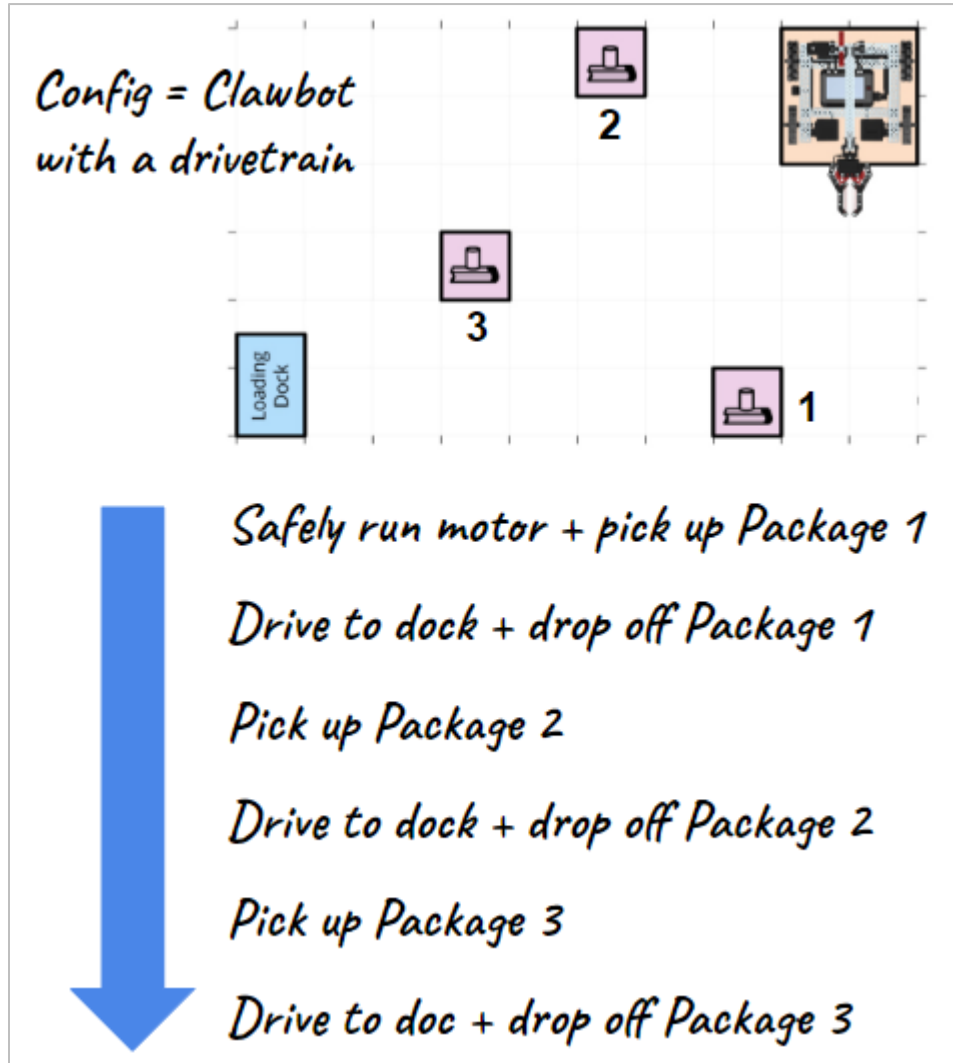 Config = Clawbot
with a drivetrain
2
3
Loading
Dock
1
Safely run motor + pick up Package 1
Drive to dock + drop off Package 1
Pick up Package 2
Drive to dock + drop off Package 2
Pick up Package 3
Drive to doc + drop off Package 3